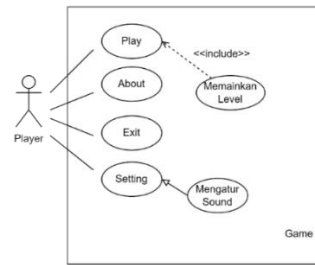 Play
<<include>>
About
Memainkan
Level
Exit
Player
Setting
Mengatur
Sound
Game